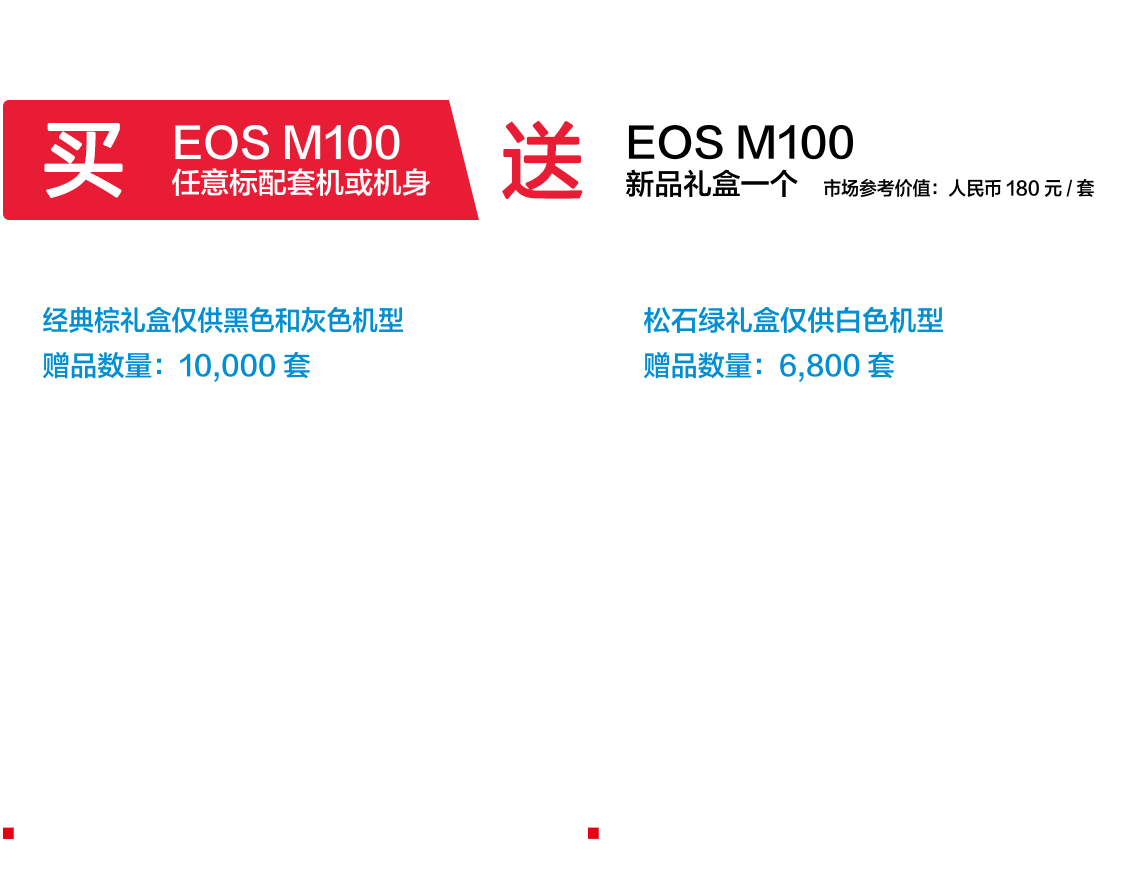 买
EOS M100
任意标配套机或机身
送
EOS M100
新品礼盒一个 市场参考价值：人民币 180 元 / 套
经典棕礼盒仅供黑色和灰色机型
赠品数量：10,000 套
松石绿礼盒仅供白色机型
赠品数量：6,800 套